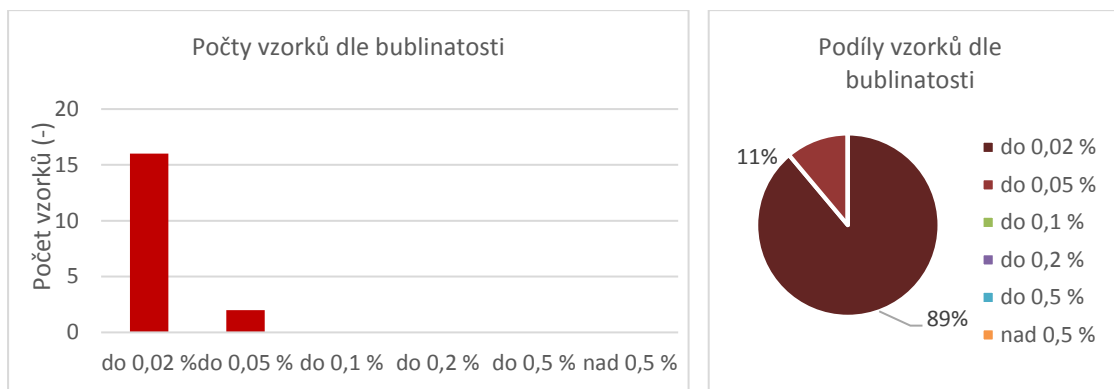 Počty vzorků dle bublinatosti
Počet vzorků (-)
20
15
10
5
0
do 0,02 %
do 0,05 %
do 0,1 %
do 0,2 %
do 0,5 %
nad 0,5 %
Podíly vzorků dle
bublinatosti
11%
89%
do 0,02 %
do 0,05 %
do 0,1 %
do 0,2 %
do 0,5 %
nad 0,5 %